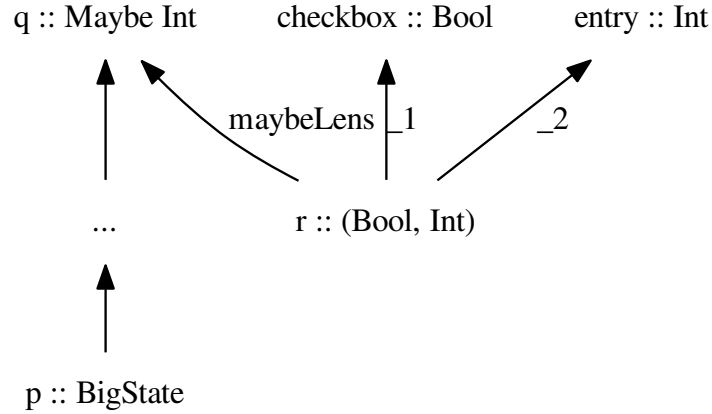 q :: Maybe Int
checkbox :: Bool
entry :: Int
maybeLens
_1
_2
...
r :: (Bool, Int)
p :: BigState